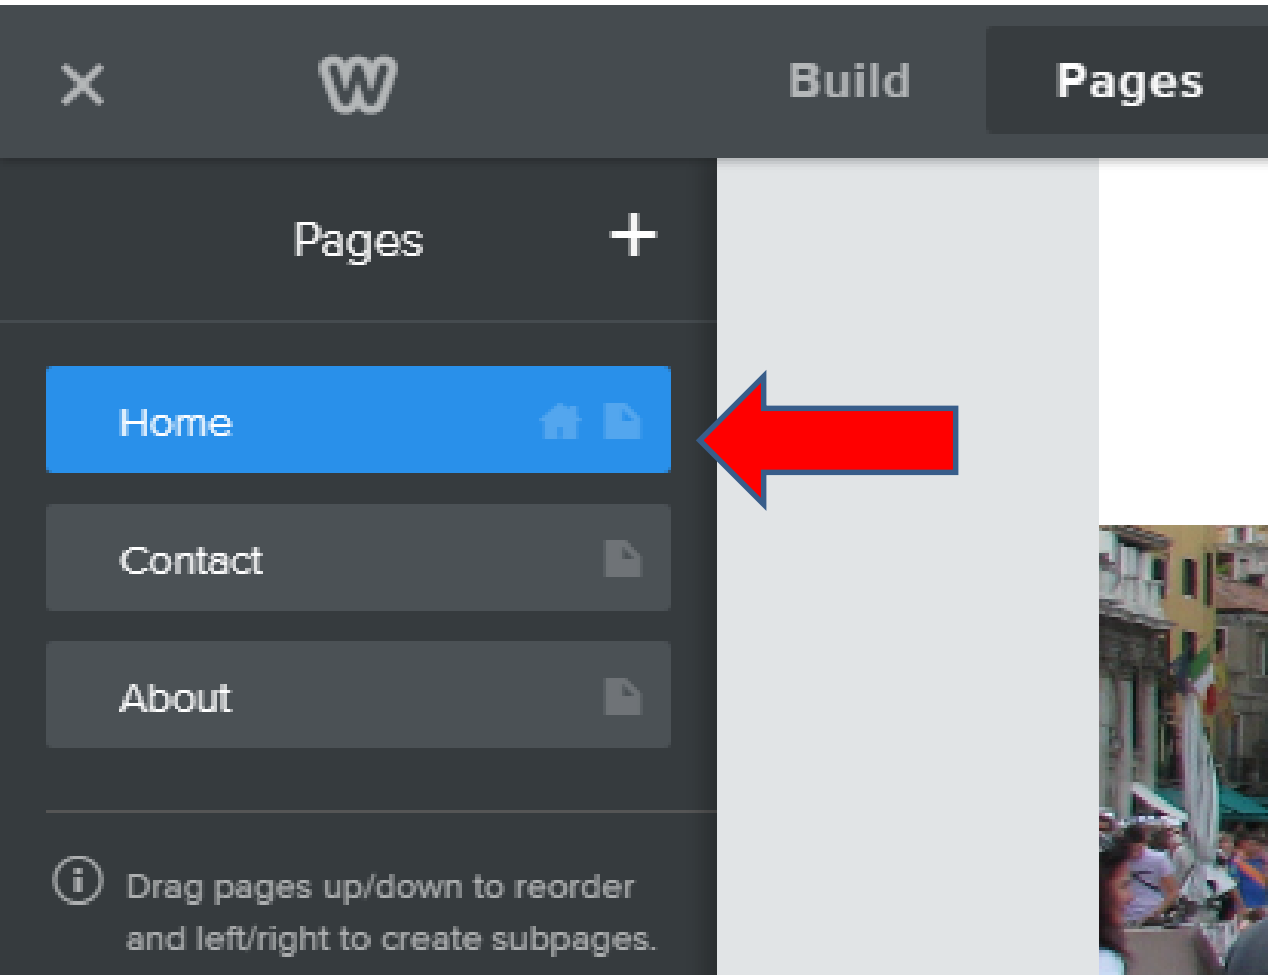 W
Build
Pages
Pages
+
Home
Contact
About
Drag pages up/down to reorder
and left/right to create subpages.